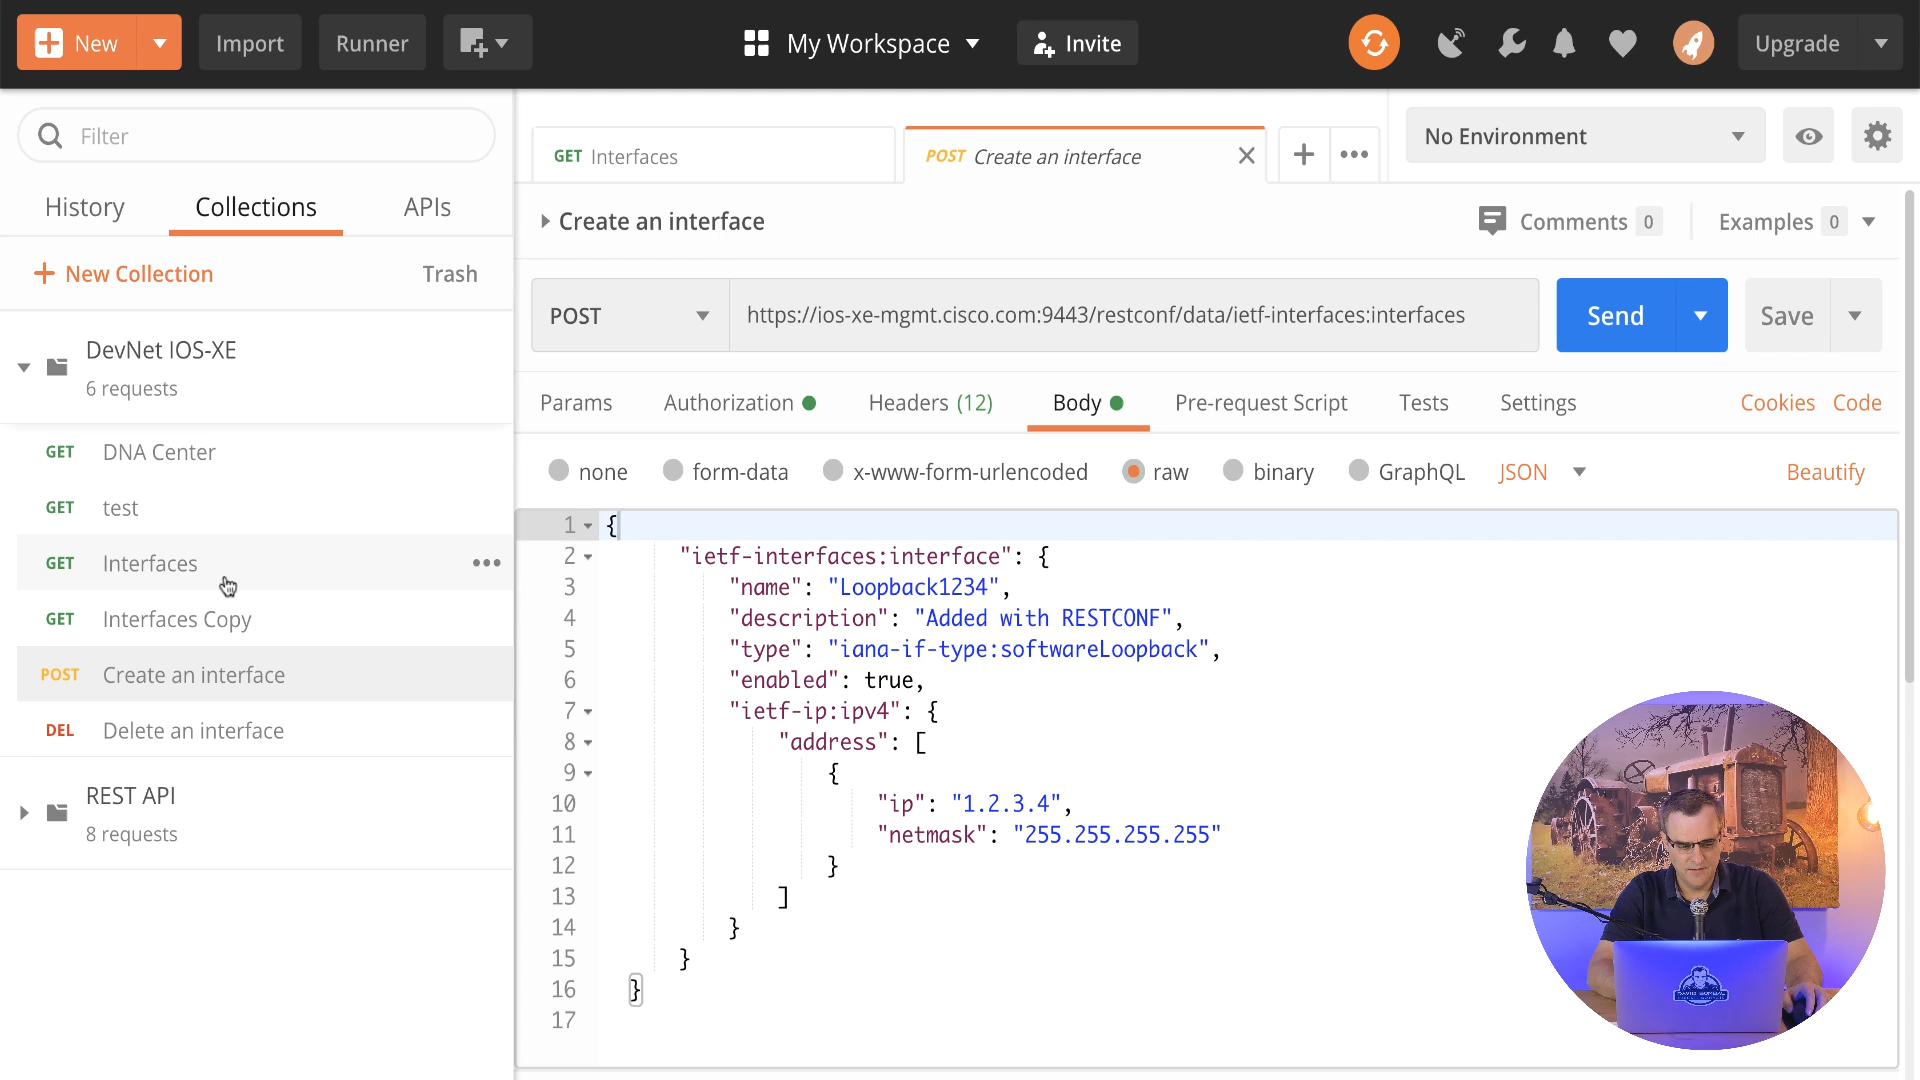 New
Import
Runner
My Workspace
Invite
Upgrade
Filter
GET Interfaces
POST Create an interface
No Environment
History
Collections
APIs
Create an interface
Comments 0
Examples 0
New Collection
Trash
POST
https://ios-xe-mgmt.cisco.com:9443/restconf/data/ietf-interfaces:interfaces
Send
Save
DevNet IOS-XE
6 requests
Params
Authorization
Headers (12)
Body
Pre-request Script
Tests
Settings
Cookies
Code
GET DNA Center
GET test
GET Interfaces
GET Interfaces Copy
POST Create an interface
DEL Delete an interface
REST API
8 requests
none
form-data
x-www-form-urlencoded
raw
binary
GraphQL
JSON
Beautify
1 {
2 "ietf-interfaces:interface": {
3 "name": "Loopback1234",
4 "description": "Added with RESTCONF",
5 "type": "iana-if-type:softwareLoopback",
6 "enabled": true,
7 "ietf-ip:ipv4": {
8 "address": [
9 {
10 "ip": "1.2.3.4",
11 "netmask": "255.255.255.255"
12 }
13 ]
14 }
15 }
16 }
17
DAVID BOMBAL